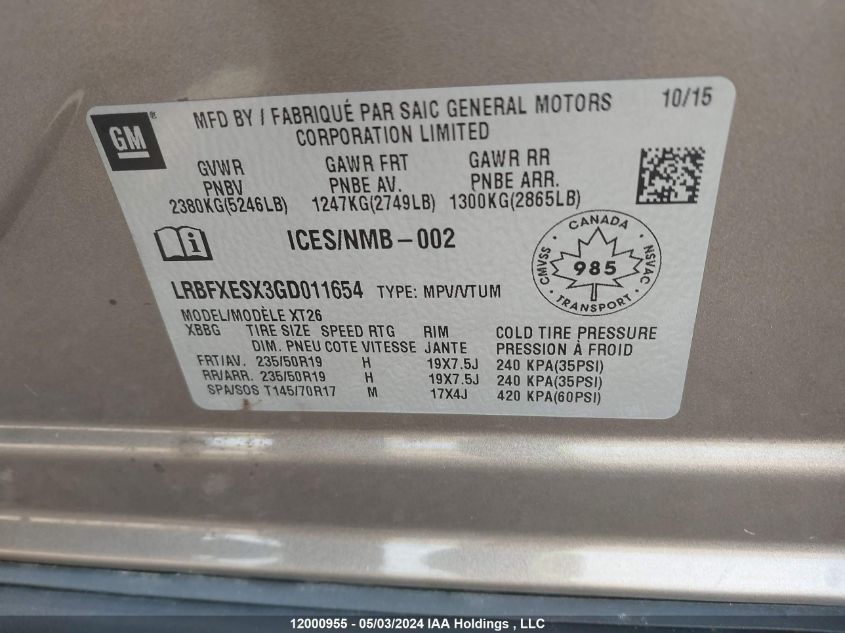 GM
MFD BY / FABRIQUÉ PAR SAIC GENERAL MOTORS
CORPORATION LIMITED
10/15
GVWR GAWR FRT GAWR RR
PNBV PNBE AV. PNBE ARR.
2380KG(5246LB) 1247KG(2749LB) 1300KG(2865LB)
ICES/NMB-002
CANADA
CMVSS 985 NSVAC
TRANSPORT
LRBFXESX3GD011654 TYPE: MPV/VTUM
MODEL/MODÈLE XT26
XBBG TIRE SIZE SPEED RTG RIM COLD TIRE PRESSURE
DIM. PNEU COTE VITESSE JANTE PRESSION À FROID
FRT/AV. 235/50R19 H 19X7.5J 240 KPA(35PSI)
RR/ARR. 235/50R19 H 19X7.5J 240 KPA(35PSI)
SPA/SOS T145/70R17 M 17X4J 420 KPA(60PSI)
12000955 - 05/03/2024 IAA Holdings , LLC